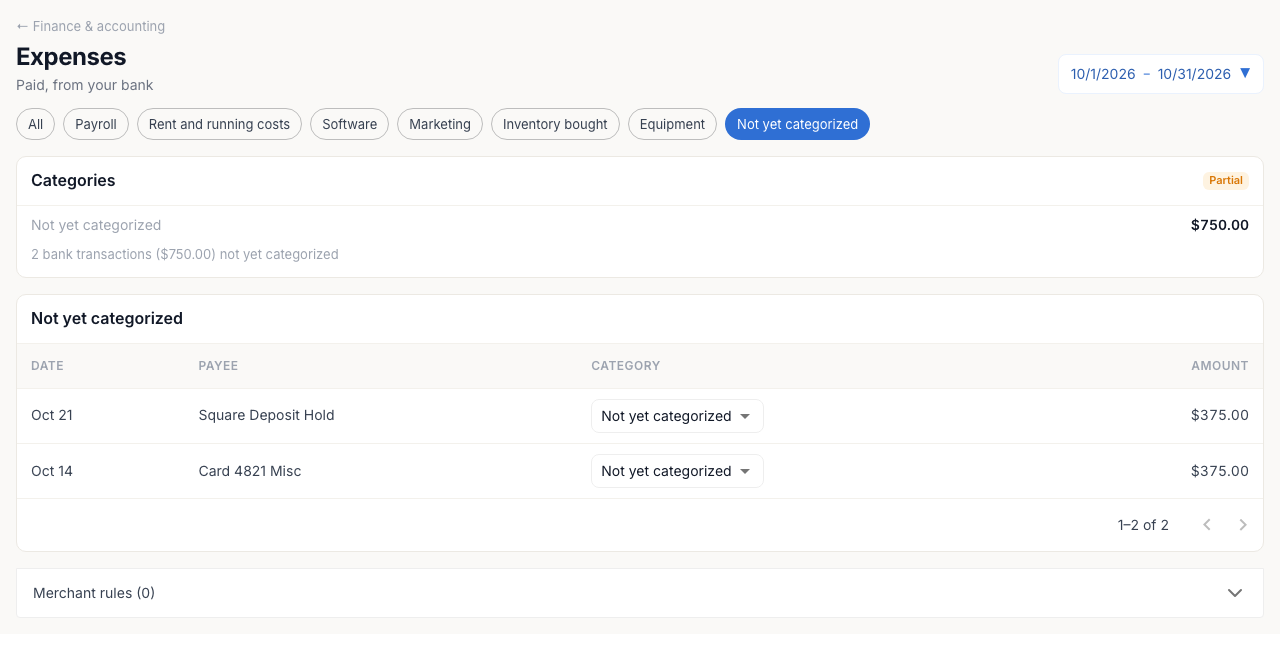 ← Finance & accounting
Expenses
Paid, from your bank
10/1/2026 – 10/31/2026 ▼
All Payroll Rent and running costs Software Marketing Inventory bought Equipment Not yet categorized
Categories Partial
Not yet categorized $750.00
2 bank transactions ($750.00) not yet categorized
Not yet categorized
DATE PAYEE CATEGORY AMOUNT
Oct 21 Square Deposit Hold Not yet categorized $375.00
Oct 14 Card 4821 Misc Not yet categorized $375.00
1–2 of 2
Merchant rules (0)